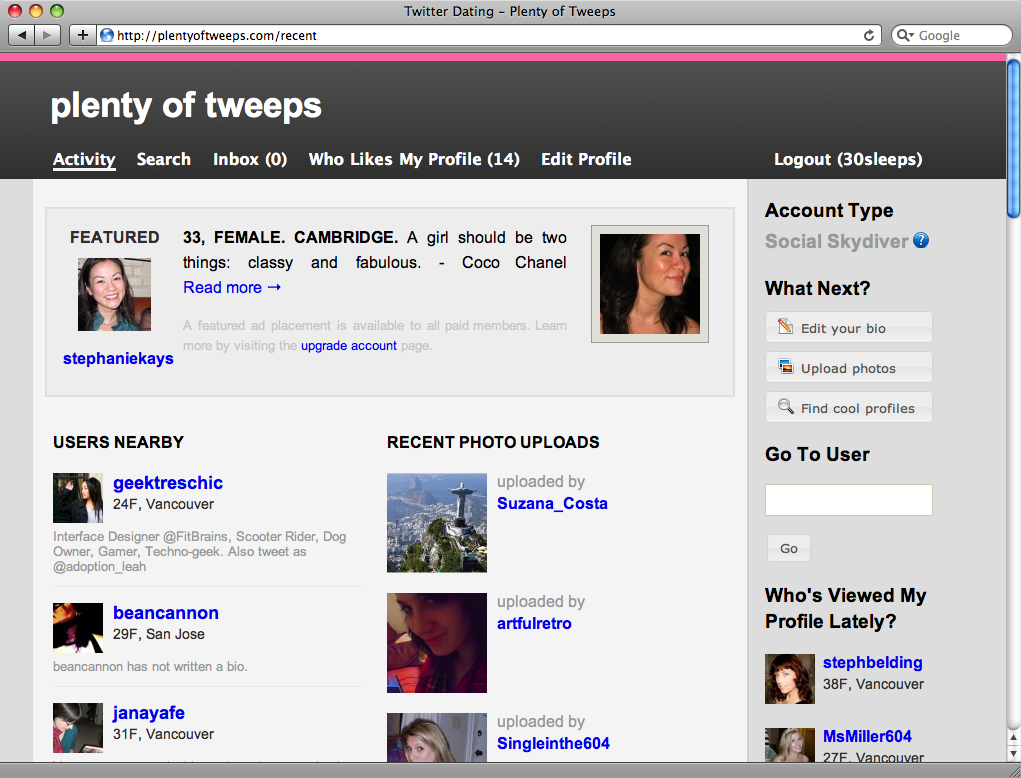 Twitter Dating – Plenty of Tweeps
http://plentyoftweeps.com/recent
Google
plenty of tweeps
Activity Search Inbox (0) Who Likes My Profile (14) Edit Profile Logout (30sleeps)
FEATURED
stephaniekays
33, FEMALE. CAMBRIDGE. A girl should be two
things: classy and fabulous. - Coco Chanel
Read more →
A featured ad placement is available to all paid members. Learn
more by visiting the upgrade account page.
USERS NEARBY
geektreschic
24F, Vancouver
Interface Designer @FitBrains, Scooter Rider, Dog
Owner, Gamer, Techno-geek. Also tweet as
@adoption_leah
beancannon
29F, San Jose
beancannon has not written a bio.
janayafe
31F, Vancouver
RECENT PHOTO UPLOADS
uploaded by
Suzana_Costa
uploaded by
artfulretro
uploaded by
Singleinthe604
Account Type
Social Skydiver ?
What Next?
Edit your bio
Upload photos
Find cool profiles
Go To User
Go
Who's Viewed My
Profile Lately?
stephbelding
38F, Vancouver
MsMiller604
27F, Vancouver